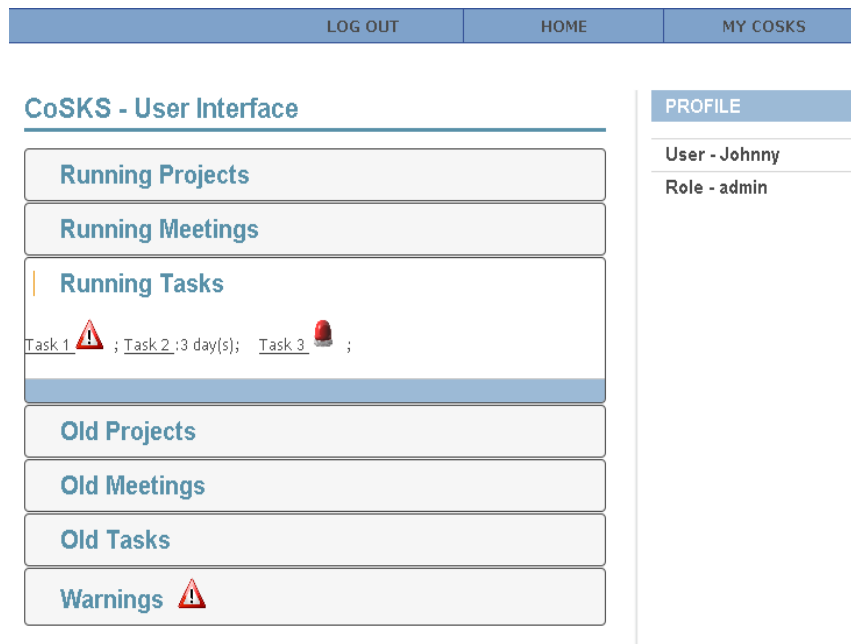 LOG OUT HOME MY COSKS
CoSKS - User Interface
Running Projects
Running Meetings
Running Tasks
Task 1 ; Task 2 :3 day(s); Task 3 ;
Old Projects
Old Meetings
Old Tasks
Warnings
PROFILE
User - Johnny
Role - admin